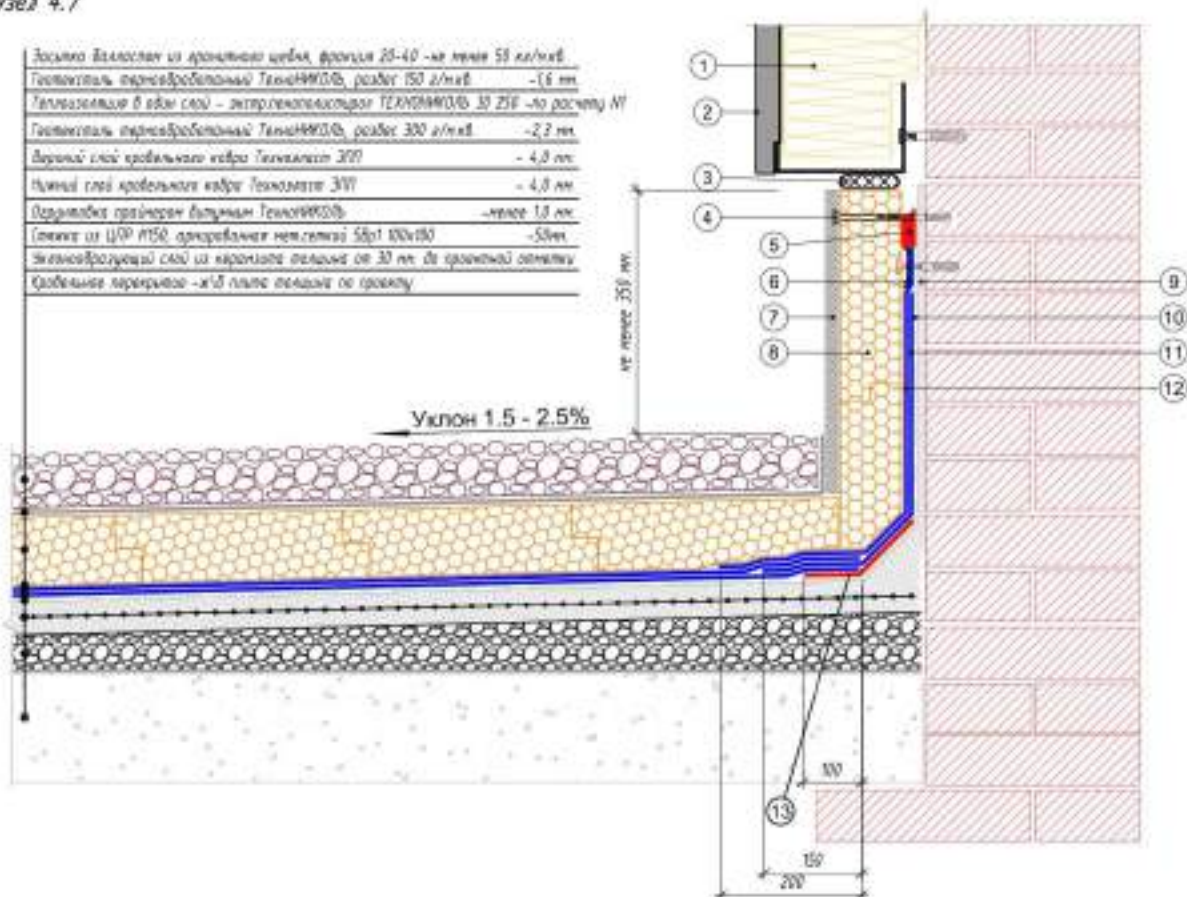 Узел 4.7
Засыпка балластом из гранитного щебня, фракция 20-40 -не менее 50 кг/м.кв.
Геотекстиль термообработанный ТехноНИКОЛЬ, развес 150 г/м.кв. -1,6 мм.
Теплоизоляция в один слой - экстр.пенополистирол ТЕХНОНИКОЛЬ 30 250 -по расчету №1
Геотекстиль термообработанный ТехноНИКОЛЬ, развес 300 г/м.кв. -2,2 мм.
Верхний слой кровельного ковра Техноэласт ЭПП - 4,0 мм.
Нижний слой кровельного ковра Техноэласт ЭПП - 4,0 мм.
Огрунтовка праймером битумным ТехноНИКОЛЬ -менее 1,0 мм.
Стяжка из ЦПР М150, армированная мет.сеткой 5Вр1 100х100 -50мм.
Уклонообразующий слой из керамзита толщина от 30 мм. до проектной отметки
Кровельное перекрытие -ж\б плита толщина по проекту
1
2
3
4
5
6
7
8
9
10
11
12
не менее 350 мм.
Уклон 1.5 - 2.5%
100
13
150
200